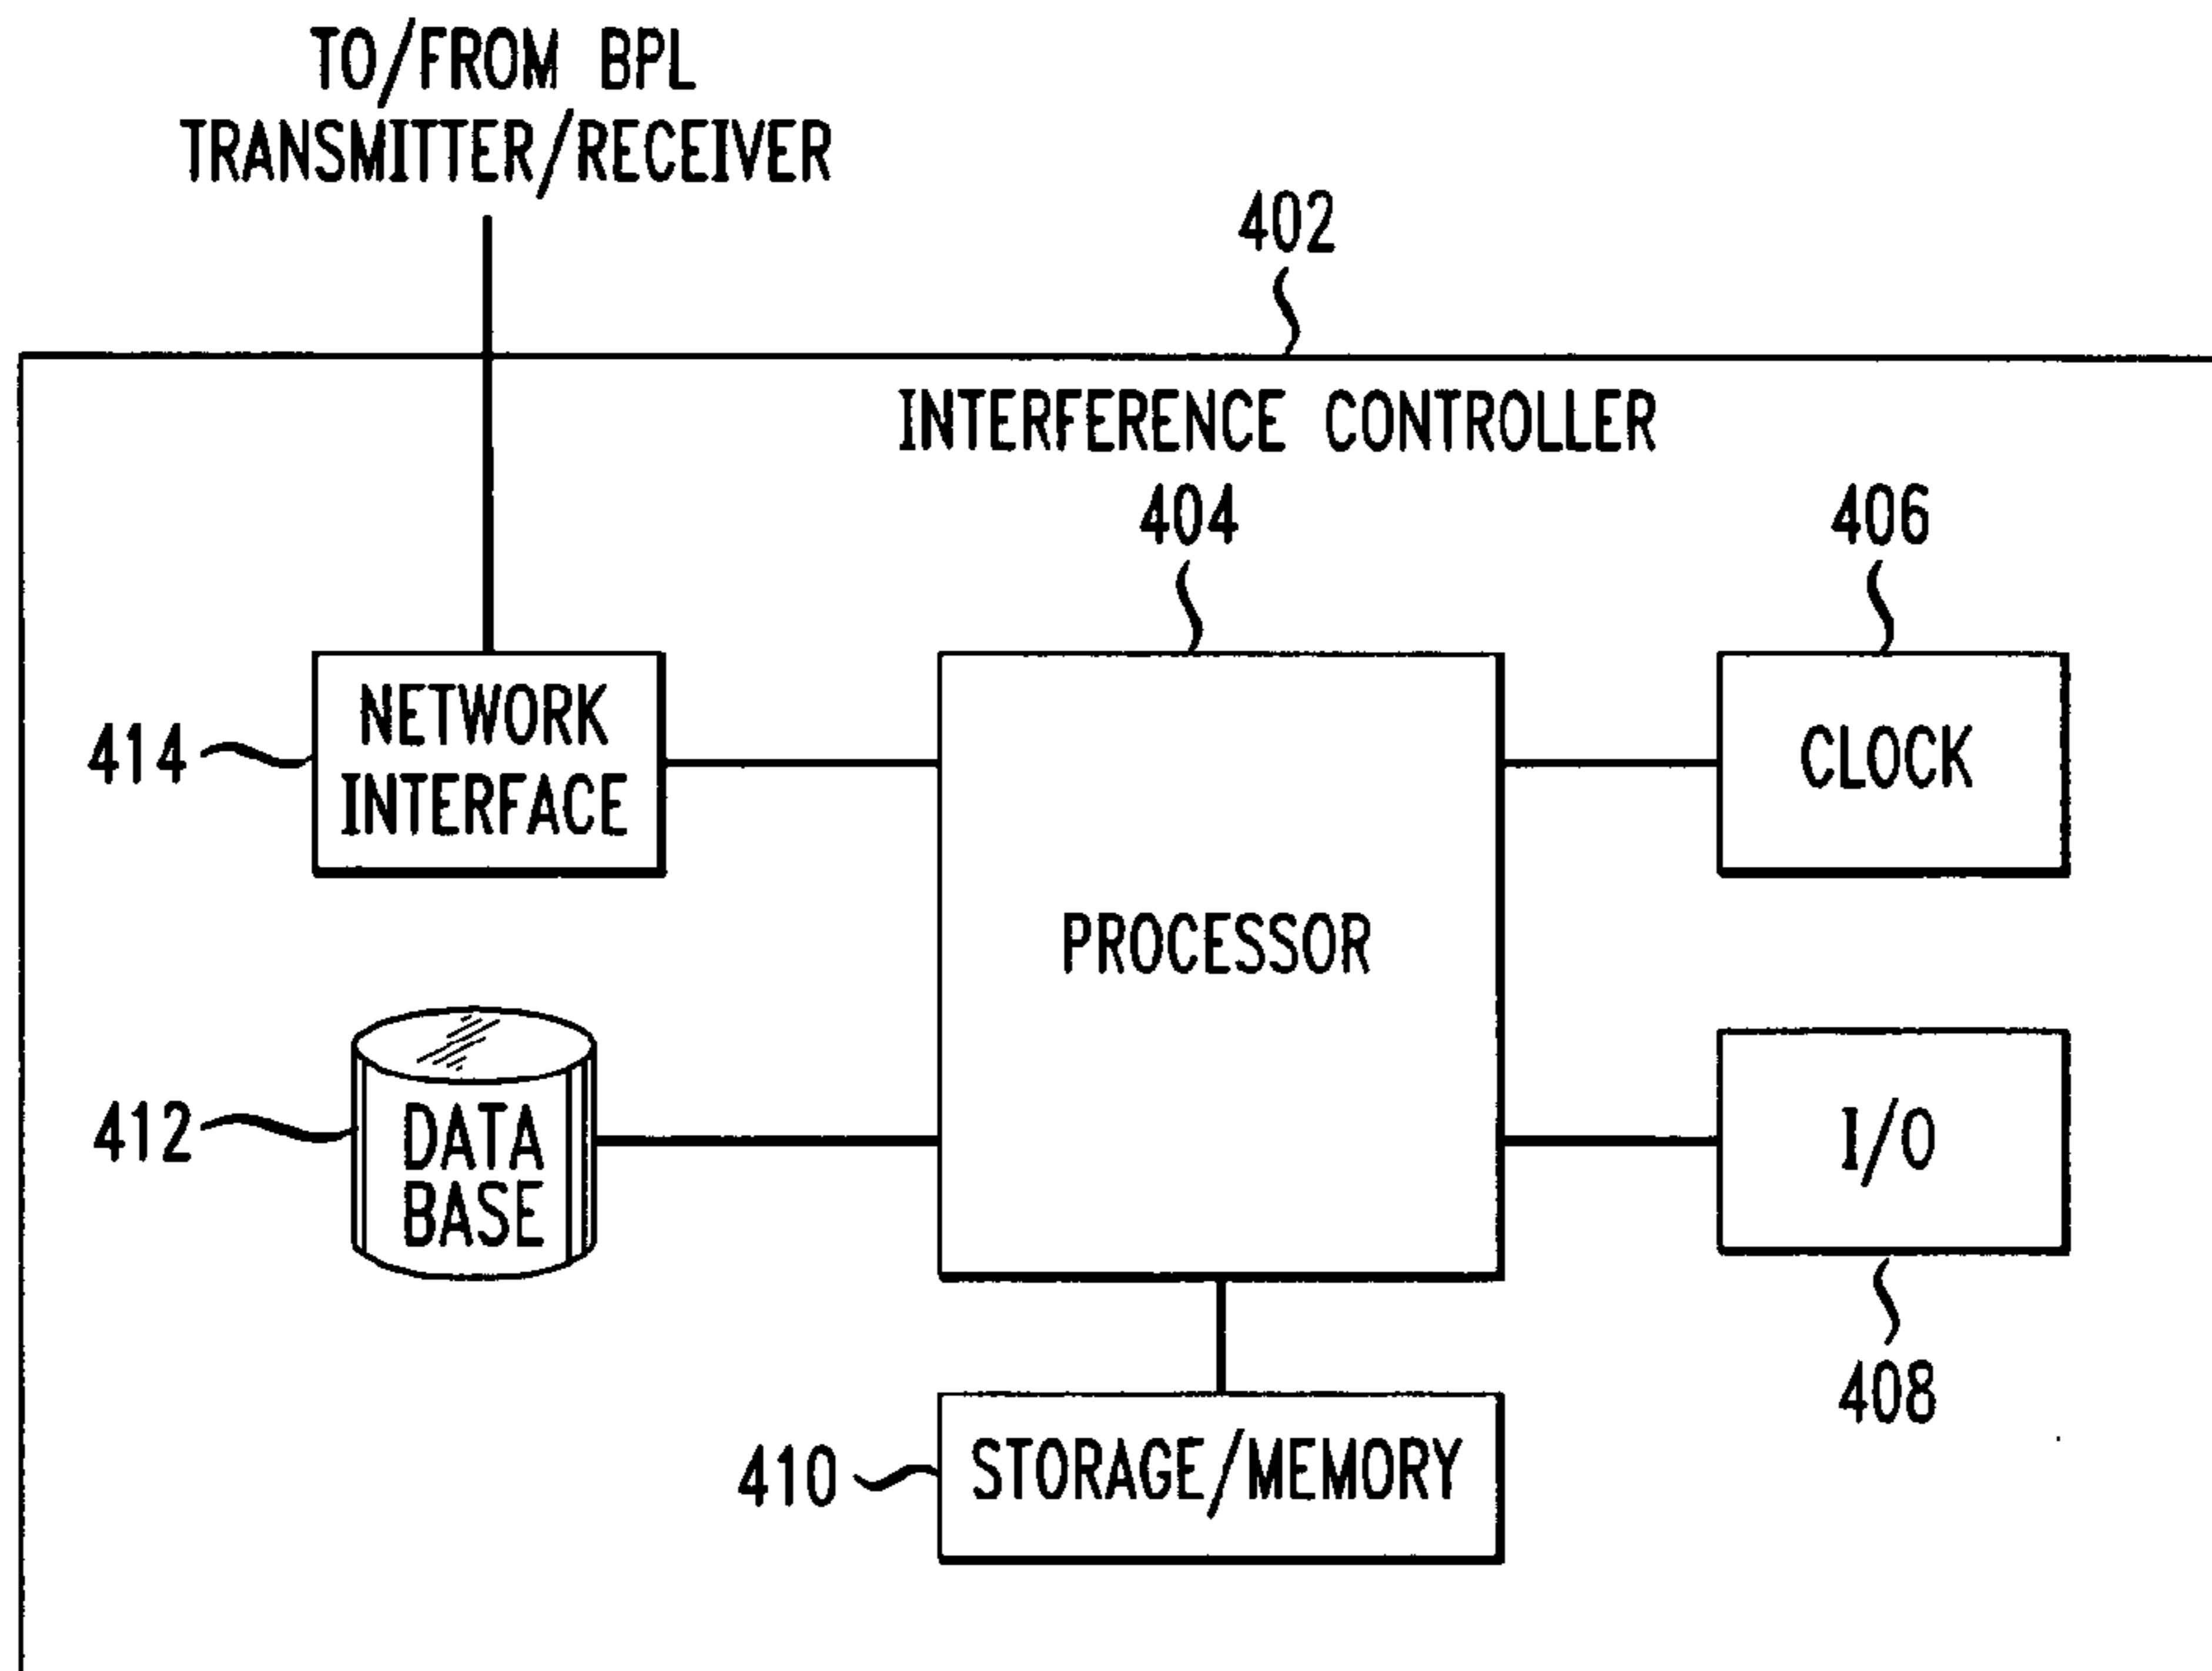 TO/FROM BPL
TRANSMITTER/RECEIVER
402
INTERFERENCE CONTROLLER
404
406
414
NETWORK
INTERFACE
CLOCK
PROCESSOR
412
DATA
BASE
I/O
408
410
STORAGE/MEMORY